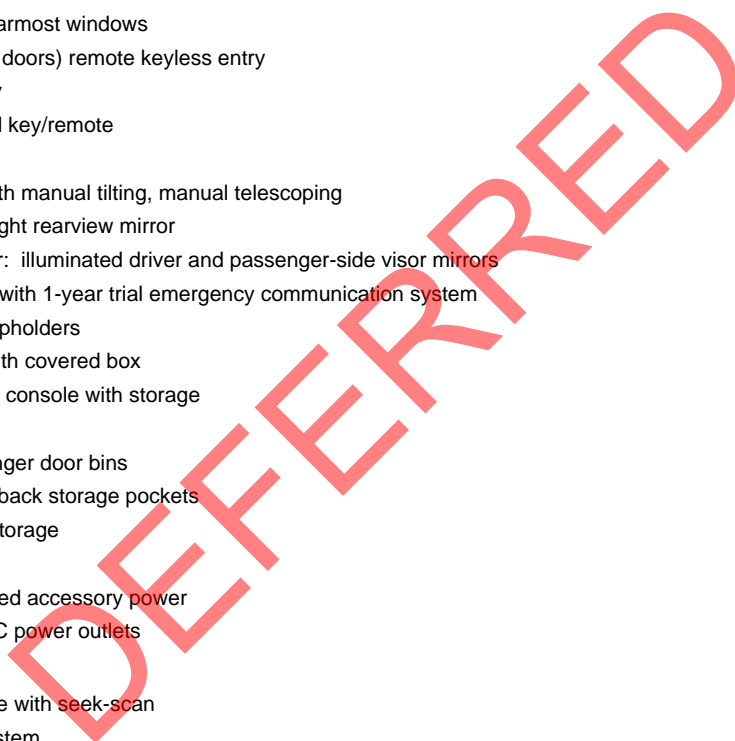 armost windows
doors) remote keyless entry
key/remote
th manual tilting, manual telescoping
ght rearview mirror
r: illuminated driver and passenger-side visor mirrors
with 1-year trial emergency communication system
pholders
th covered box
console with storage
nger door bins
back storage pockets
torage
ed accessory power
C power outlets
e with seek-scan
stem
DEFERRED